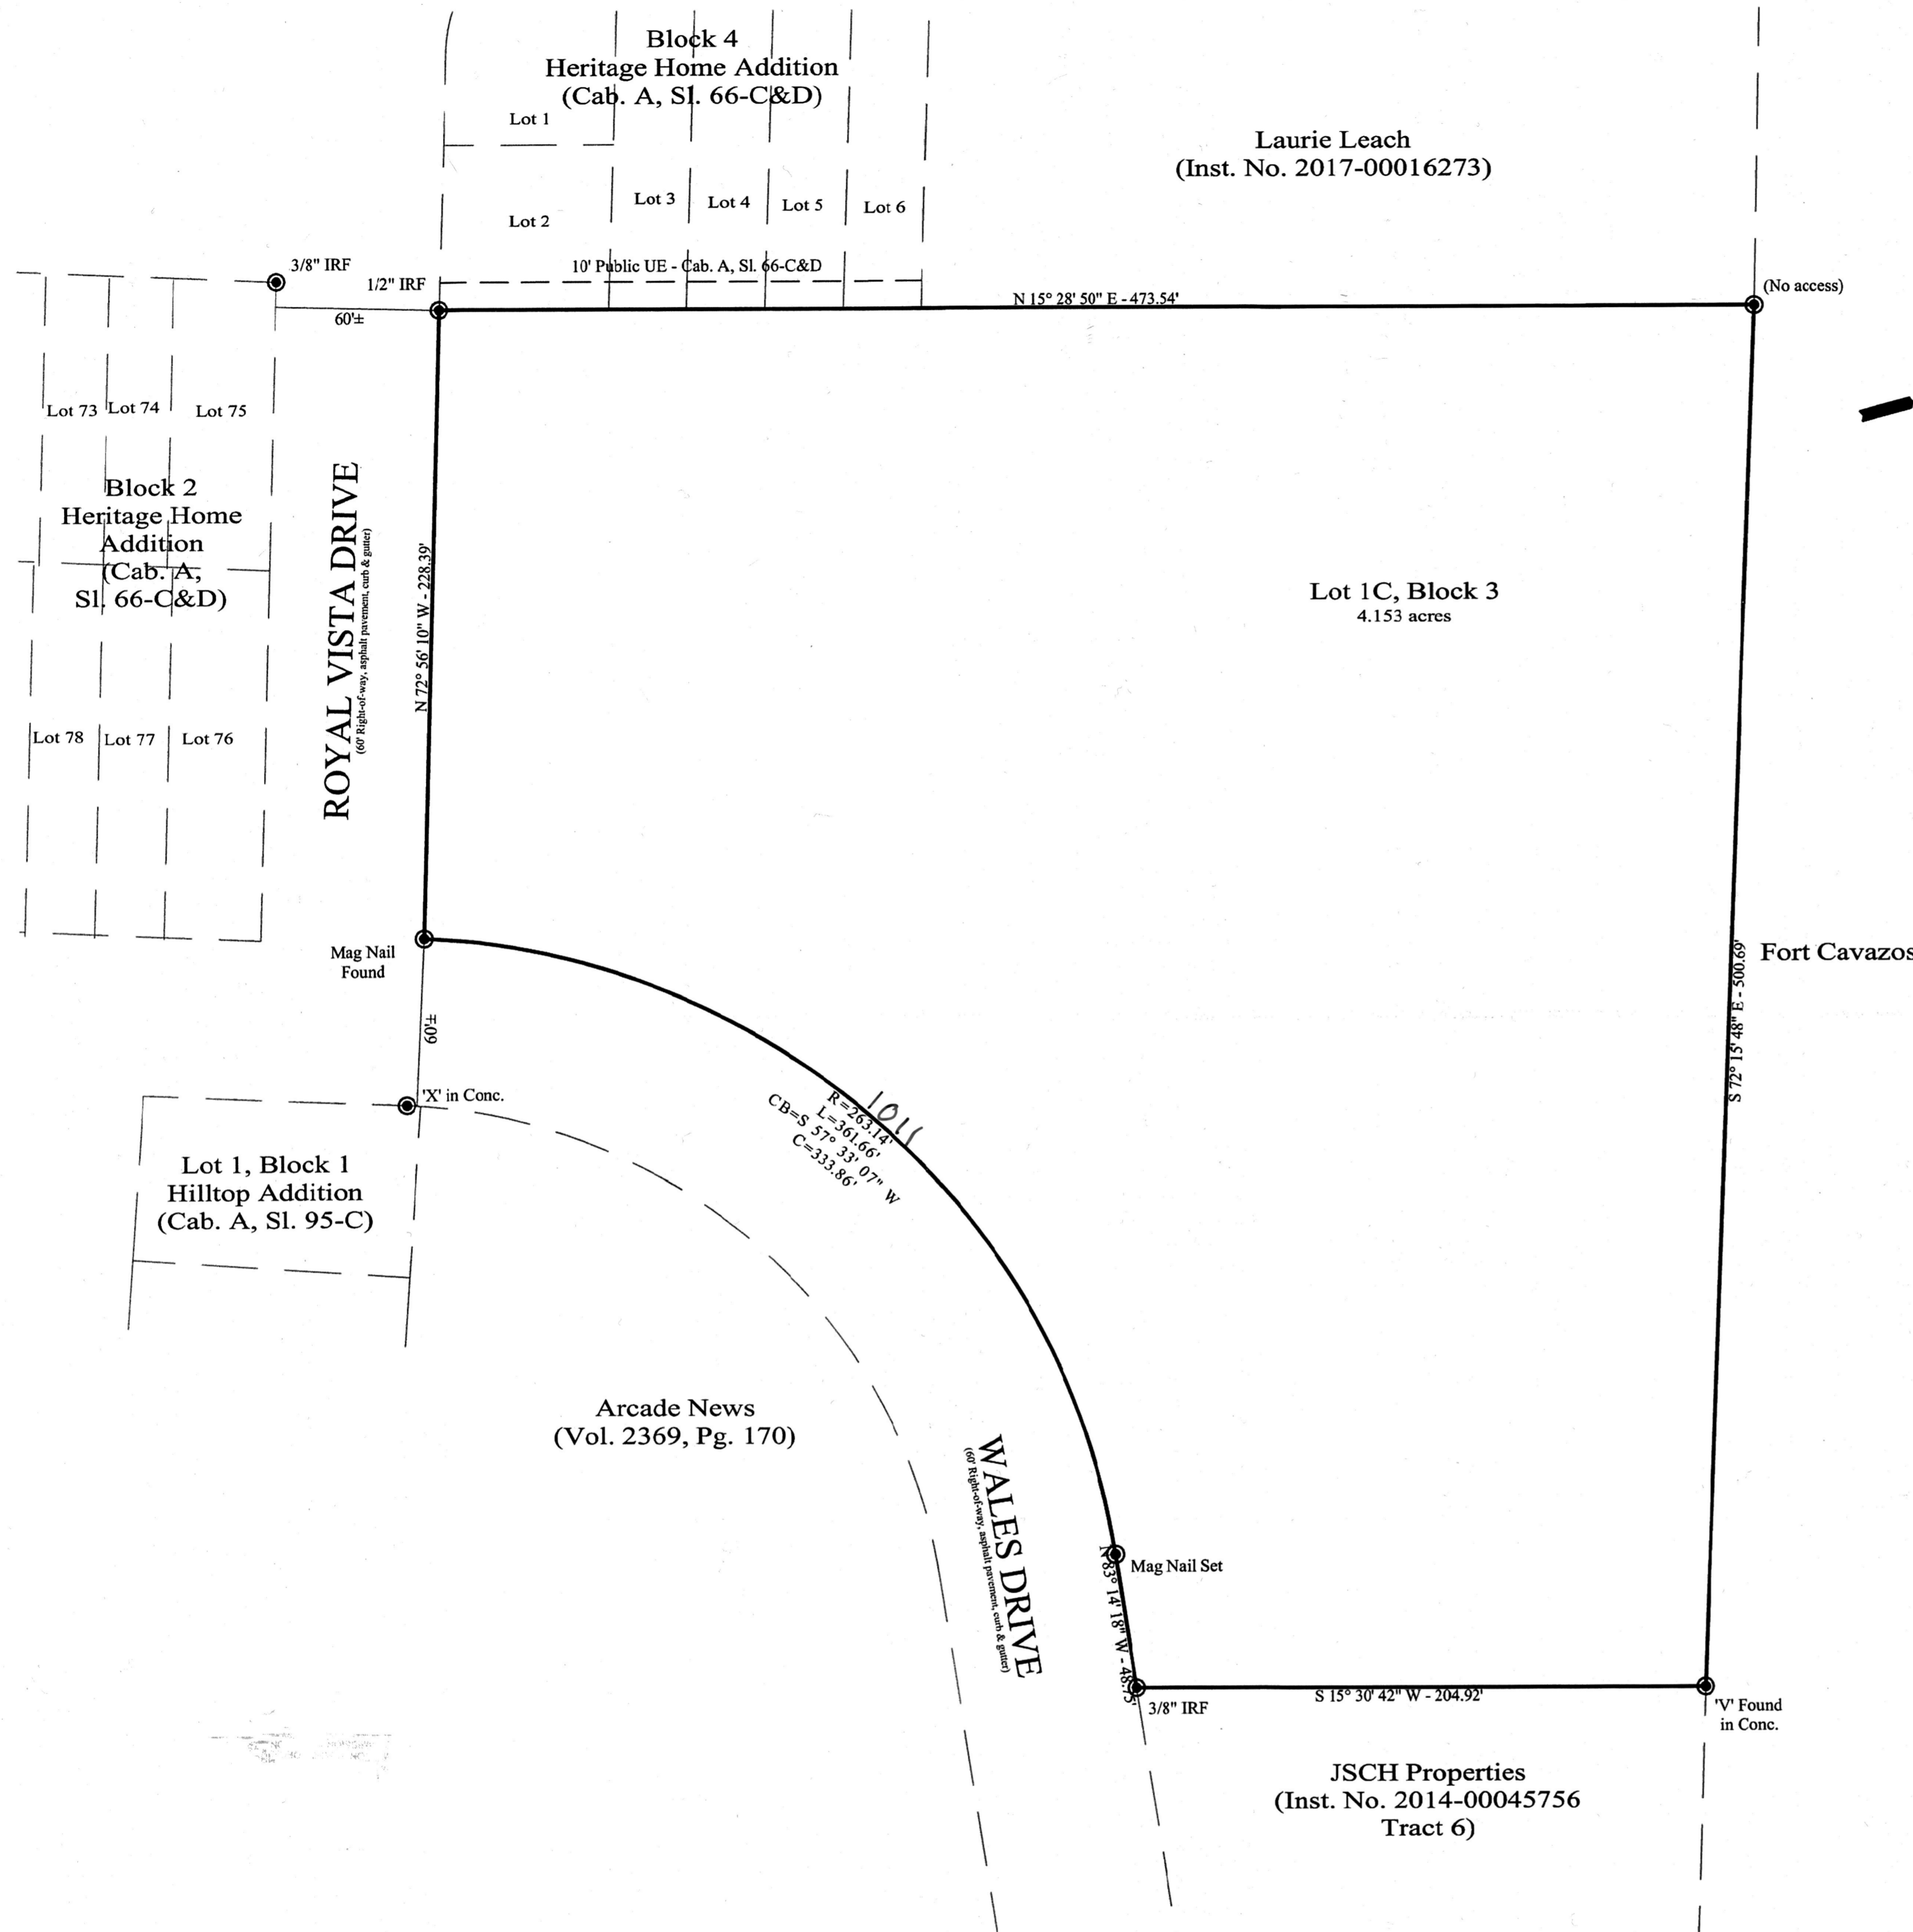 Block 4
Heritage Home Addition
(Cab. A, Sl. 66-C&D)
Lot 1
Lot 2
Lot 3
Lot 4
Lot 5
Lot 6
10' Public UE - Cab. A, Sl. 66-C&D
Laurie Leach
(Inst. No. 2017-00016273)
3/8" IRF
1/2" IRF
60'±
N 15° 28' 50" E - 473.54'
(No access)
Lot 73
Lot 74
Lot 75
Block 2
Heritage Home
Addition
(Cab. A,
Sl. 66-C&D)
Lot 78
Lot 77
Lot 76
ROYAL VISTA DRIVE
(60' Right-of-way, asphalt pavement, curb & gutter)
N 72° 56' 10" W - 228.39'
Lot 1C, Block 3
4.153 acres
S 72° 15' 48" E - 500.69'
Fort Cavazos
Mag Nail
Found
60'±
'X' in Conc.
Lot 1, Block 1
Hilltop Addition
(Cab. A, Sl. 95-C)
R=263.14'
L=361.66'
CB=S 57° 33' 07" W
C=333.86'
Arcade News
(Vol. 2369, Pg. 170)
WALES DRIVE
(60' Right-of-way, asphalt pavement, curb & gutter)
Mag Nail Set
N 83° 14' 18" W - 48.75'
3/8" IRF
S 15° 30' 42" W - 204.92'
'V' Found
in Conc.
JSCH Properties
(Inst. No. 2014-00045756
Tract 6)